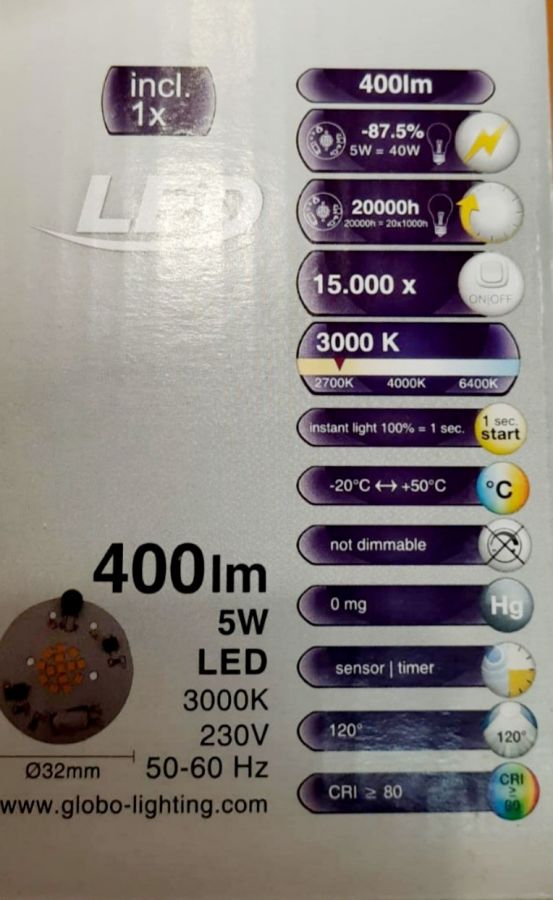 incl.
1x
LED
400lm
-87.5%
5W = 40W
20000h
20000h = 20x1000h
15.000 x
ON|OFF
3000 K
2700K 4000K 6400K
instant light 100% = 1 sec.
1 sec.
start
-20°C ↔ +50°C
°C
not dimmable
0 mg
Hg
sensor | timer
120°
120°
CRI ≥ 80
CRI
≥
80
400lm
5W
LED
3000K
230V
Ø32mm
50-60 Hz
www.globo-lighting.com